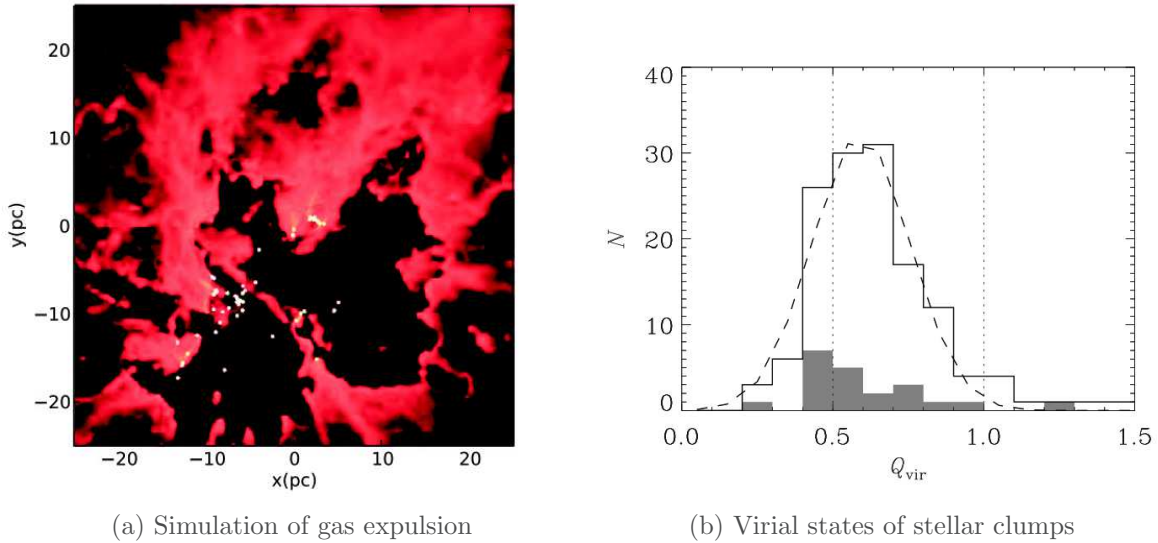 20
10
0
−10
−20
y(pc)
−20 −10 0 10 20
x(pc)
40
30
20
10
0
N
0.0 0.5 1.0 1.5
Qvir
(a) Simulation of gas expulsion
(b) Virial states of stellar clumps